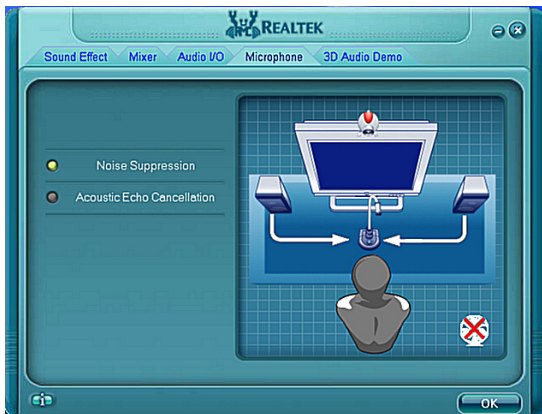 REALTEK
Sound Effect Mixer Audio I/O Microphone 3D Audio Demo
Noise Suppression
Acoustic Echo Cancellation
OK